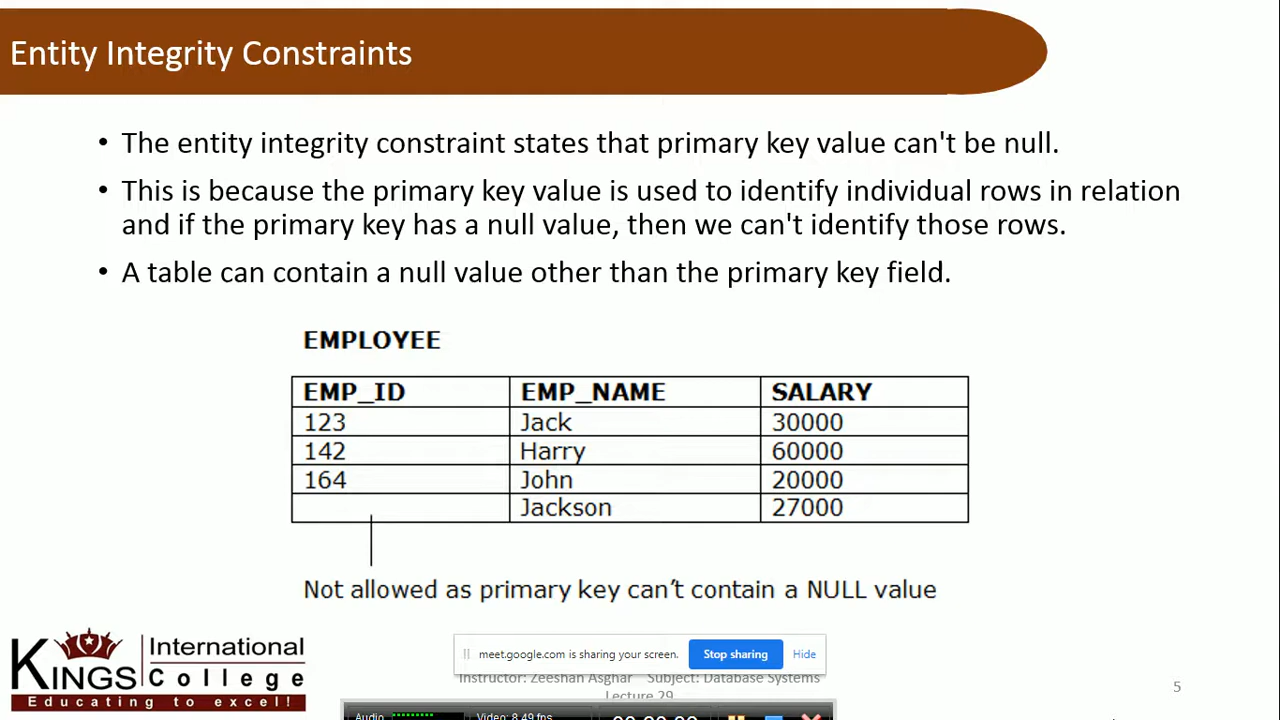 Entity Integrity Constraints
• The entity integrity constraint states that primary key value can't be null.
• This is because the primary key value is used to identify individual rows in relation
and if the primary key has a null value, then we can't identify those rows.
• A table can contain a null value other than the primary key field.
EMPLOYEE
EMP_ID EMP_NAME SALARY
123 Jack 30000
142 Harry 60000
164 John 20000
Jackson 27000
Not allowed as primary key can't contain a NULL value
KINGS International College
Educating to excel!
meet.google.com is sharing your screen. Stop sharing Hide
Instructor: Zeeshan Asghar Subject: Database Systems
Lecture 29
5
Audio Video: 8.49 fps